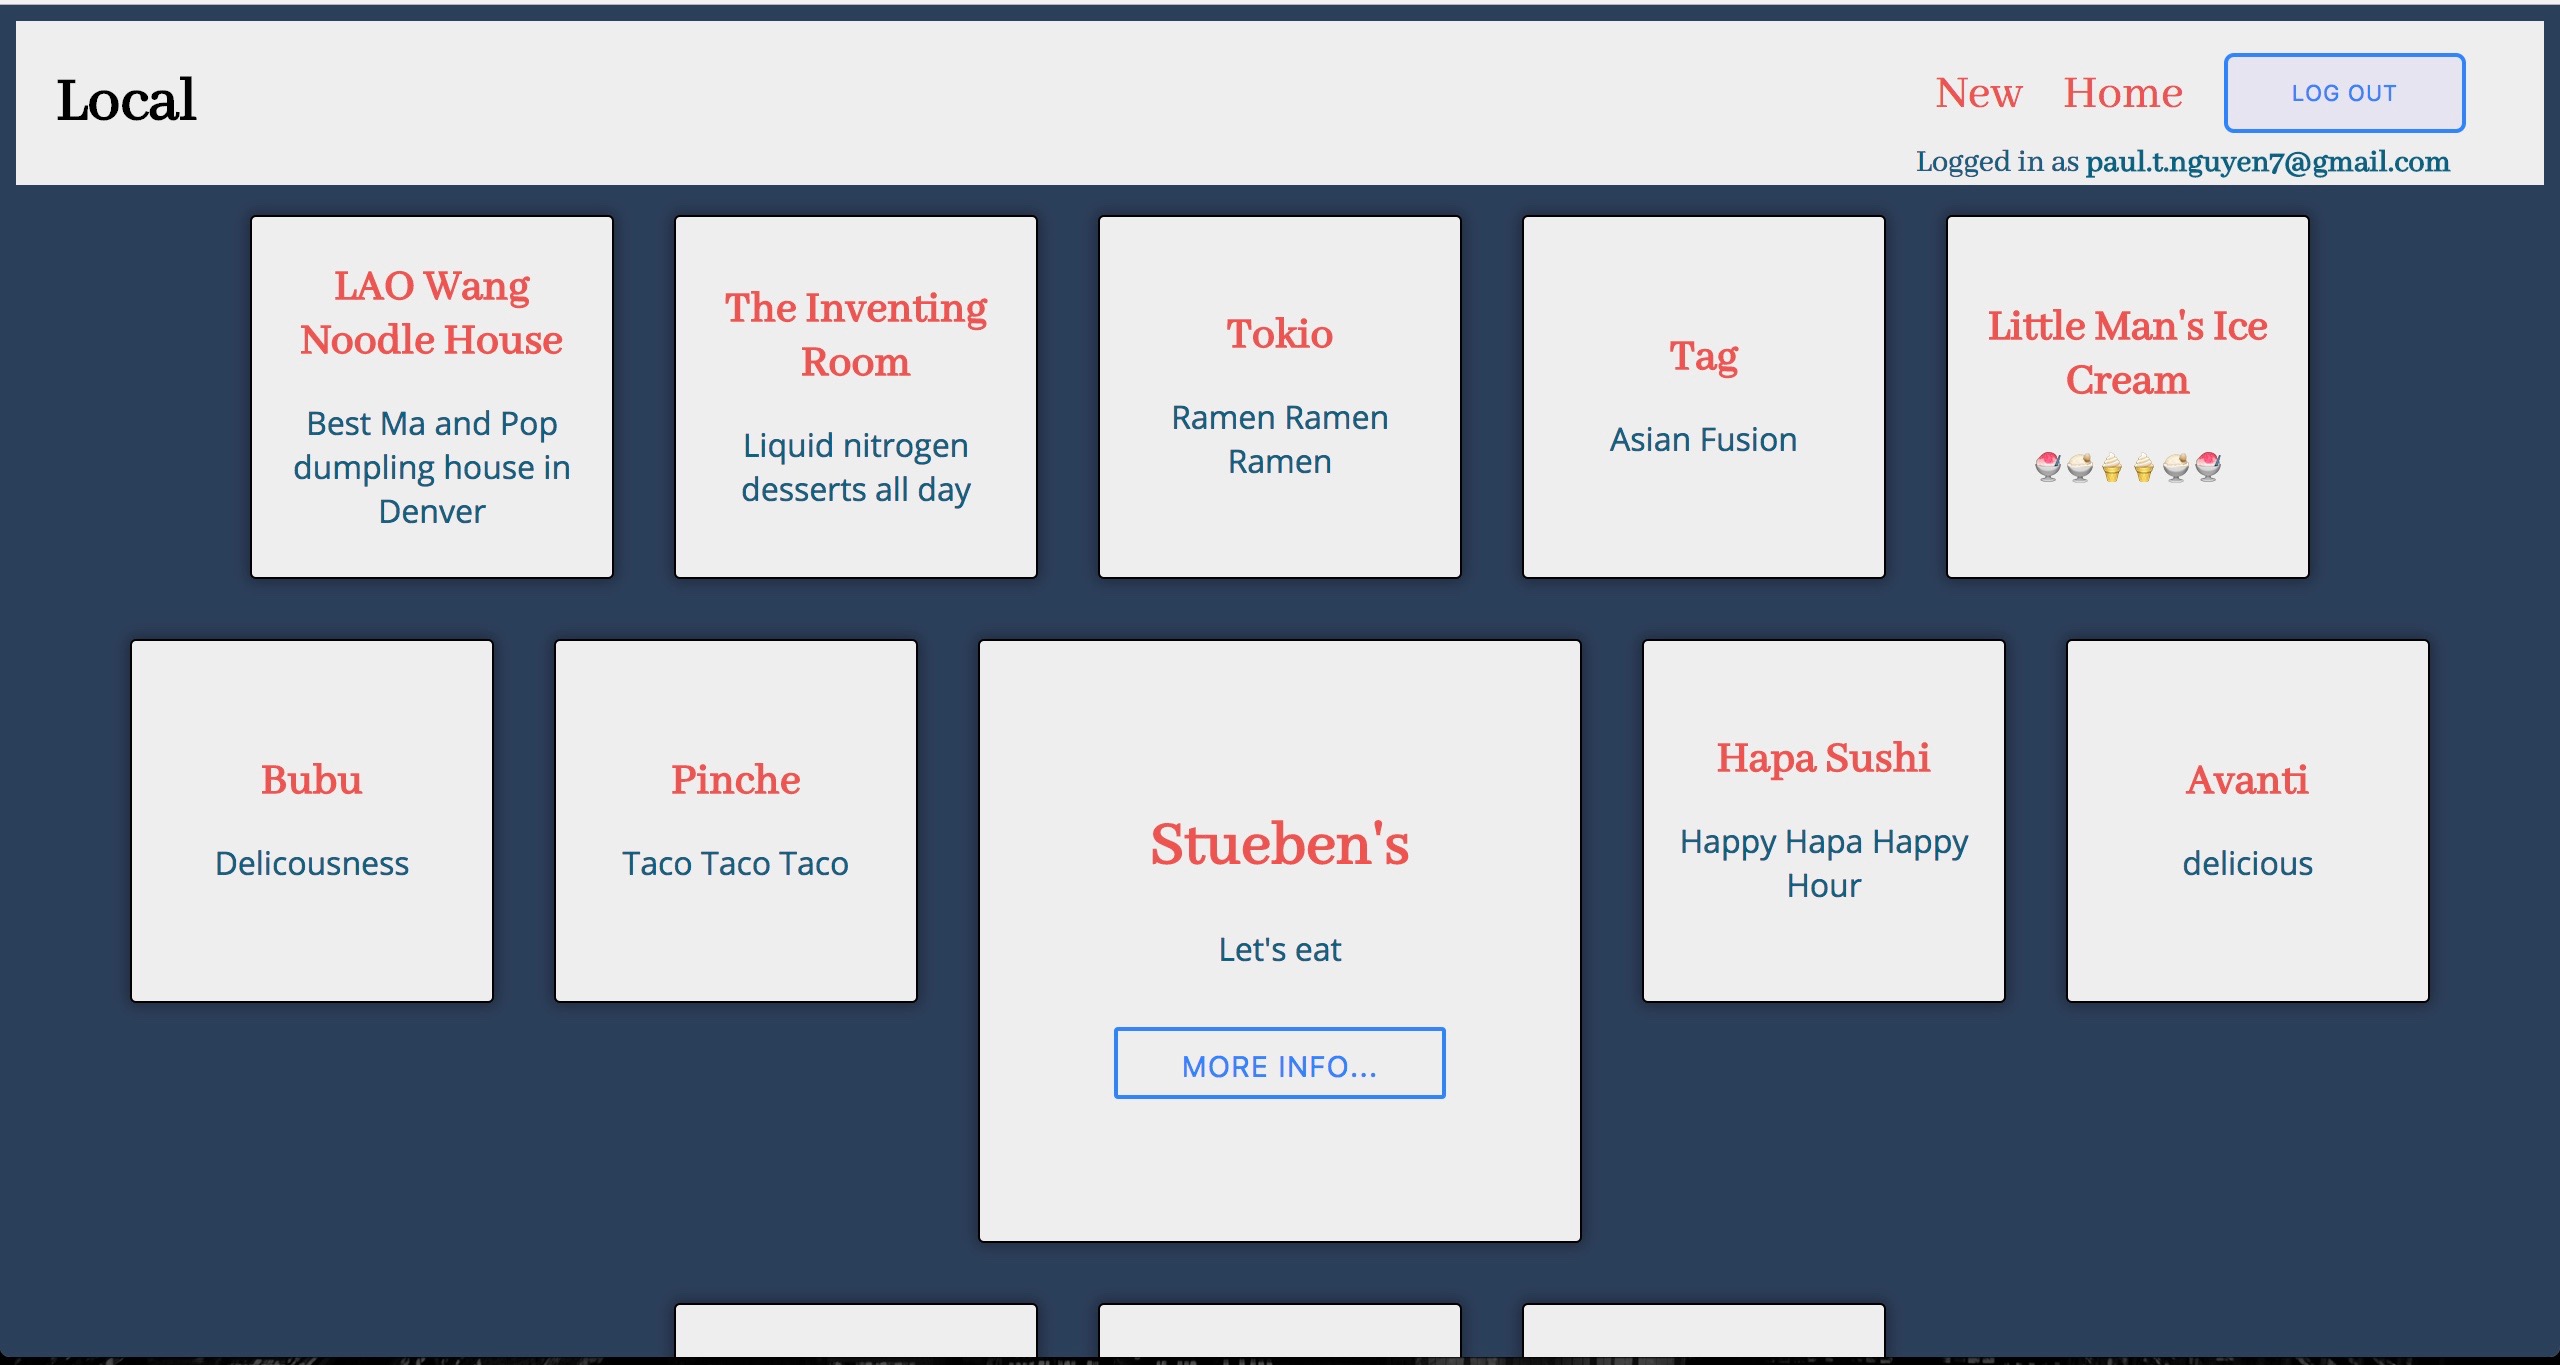 Local
New Home LOG OUT
Logged in as paul.t.nguyen7@gmail.com
LAO Wang
Noodle House
Best Ma and Pop
dumpling house in
Denver
The Inventing
Room
Liquid nitrogen
desserts all day
Tokio
Ramen Ramen
Ramen
Tag
Asian Fusion
Little Man's Ice
Cream
🍧🍨🍦🍦🍨🍧
Bubu
Delicousness
Pinche
Taco Taco Taco
Stueben's
Let's eat
MORE INFO...
Hapa Sushi
Happy Hapa Happy
Hour
Avanti
delicious